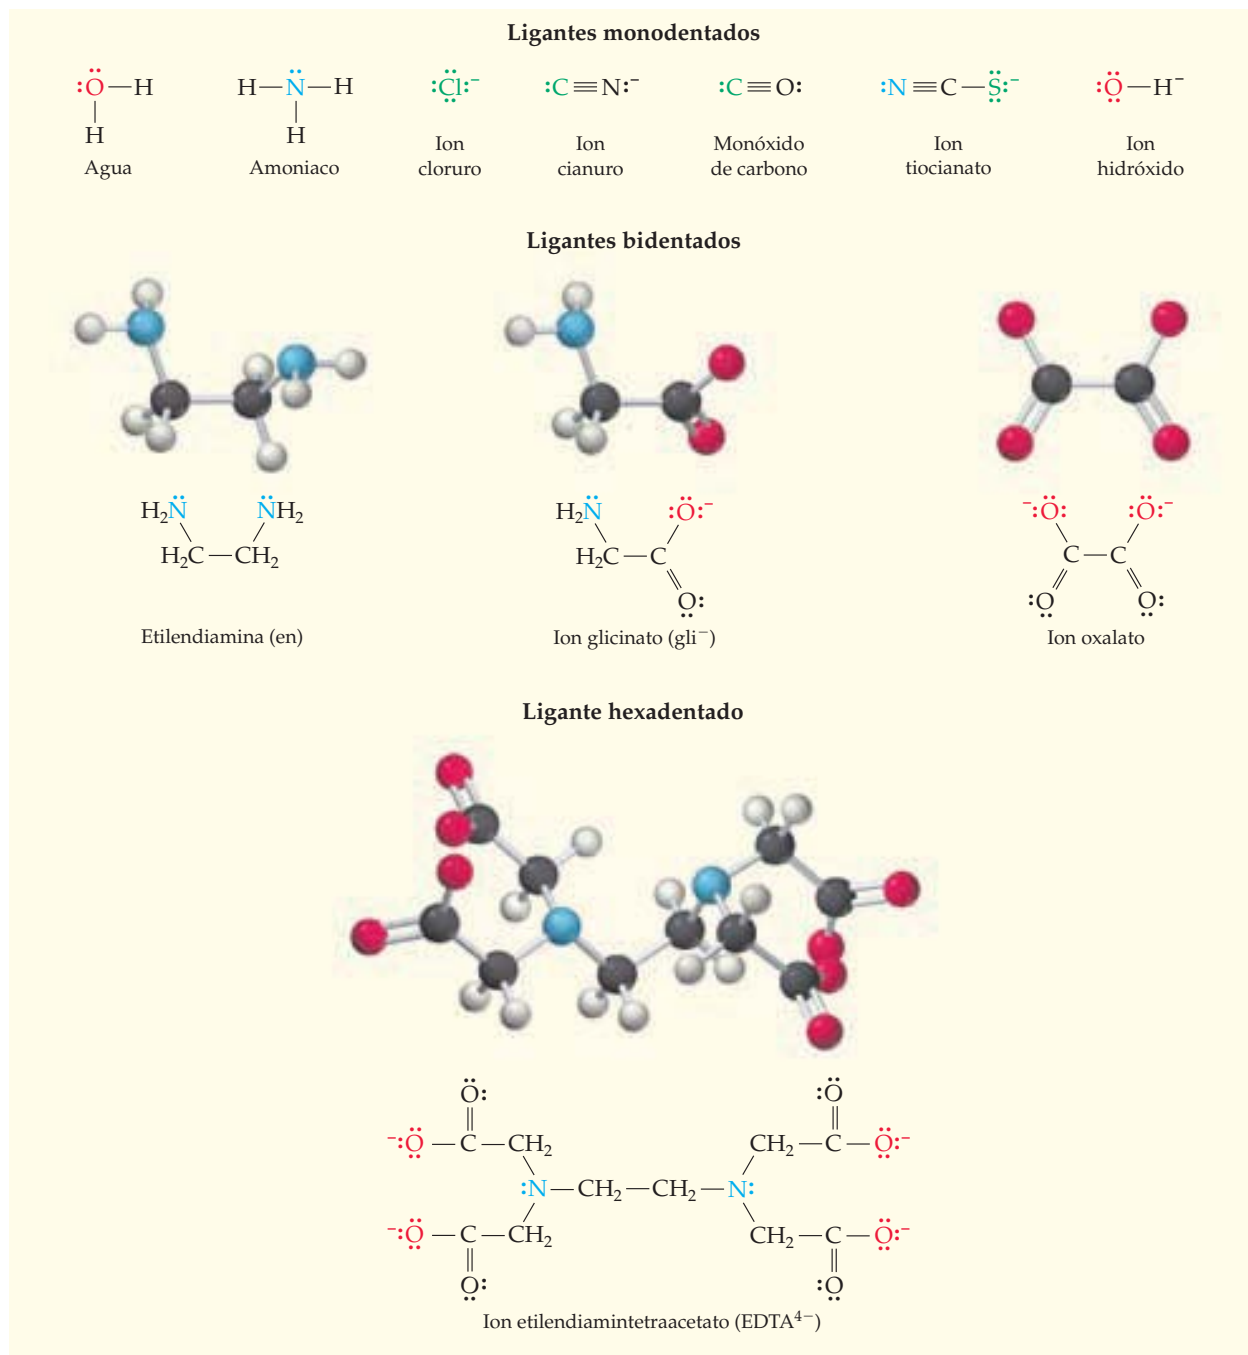 Ligantes monodentados
:Ö—H
H
Agua
H—N̈—H
H
Amoniaco
:C̤̈l:⁻
Ion
cloruro
:C≡N:⁻
Ion
cianuro
:C≡O:
Monóxido
de carbono
:N≡C—S̤̈:⁻
Ion
tiocianato
:Ö̤—H⁻
Ion
hidróxido
Ligantes bidentados
H₂N̈ N̈H₂
H₂C—CH₂
Etilendiamina (en)
H₂N̈ :Ö̤:⁻
H₂C—C
O̤:
Ion glicinato (gli⁻)
⁻:Ö̤: :Ö̤:⁻
C—C
:O̤ O̤:
Ion oxalato
Ligante hexadentado
Ö: :Ö
⁻:Ö̤—C—CH₂ CH₂—C—Ö̤:⁻
:N—CH₂—CH₂—N:
⁻:Ö̤—C—CH₂ CH₂—C—Ö̤:⁻
O̤: :O̤
Ion etilendiamintetraacetato (EDTA⁴⁻)